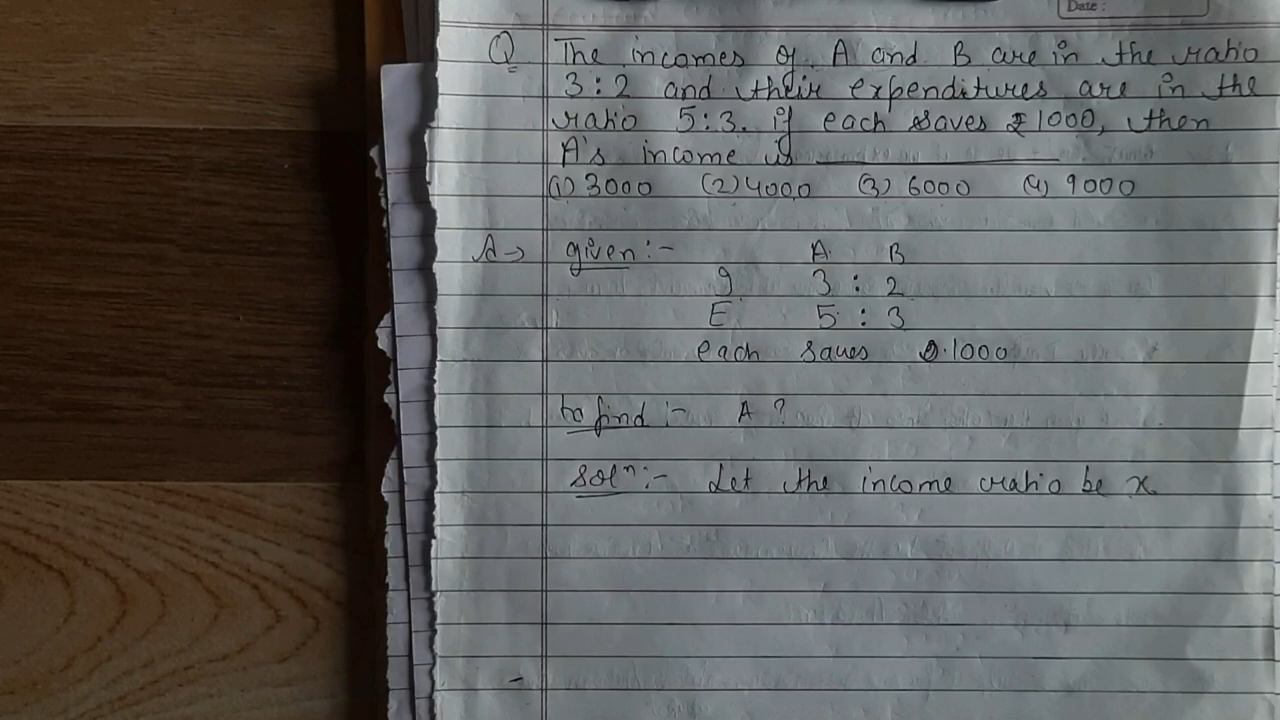 Date :
Q The incomes of A and B are in the ratio
3 : 2 and their expenditures are in the
ratio 5:3. if each saves ₹1000, then
A's income is __________
(1) 3000 (2) 4000 (3) 6000 (4) 9000
A→ given :- A B
I 3 : 2
E 5 : 3
each saves 1000
to find :- A ?
Solⁿ :- Let the income ratio be x